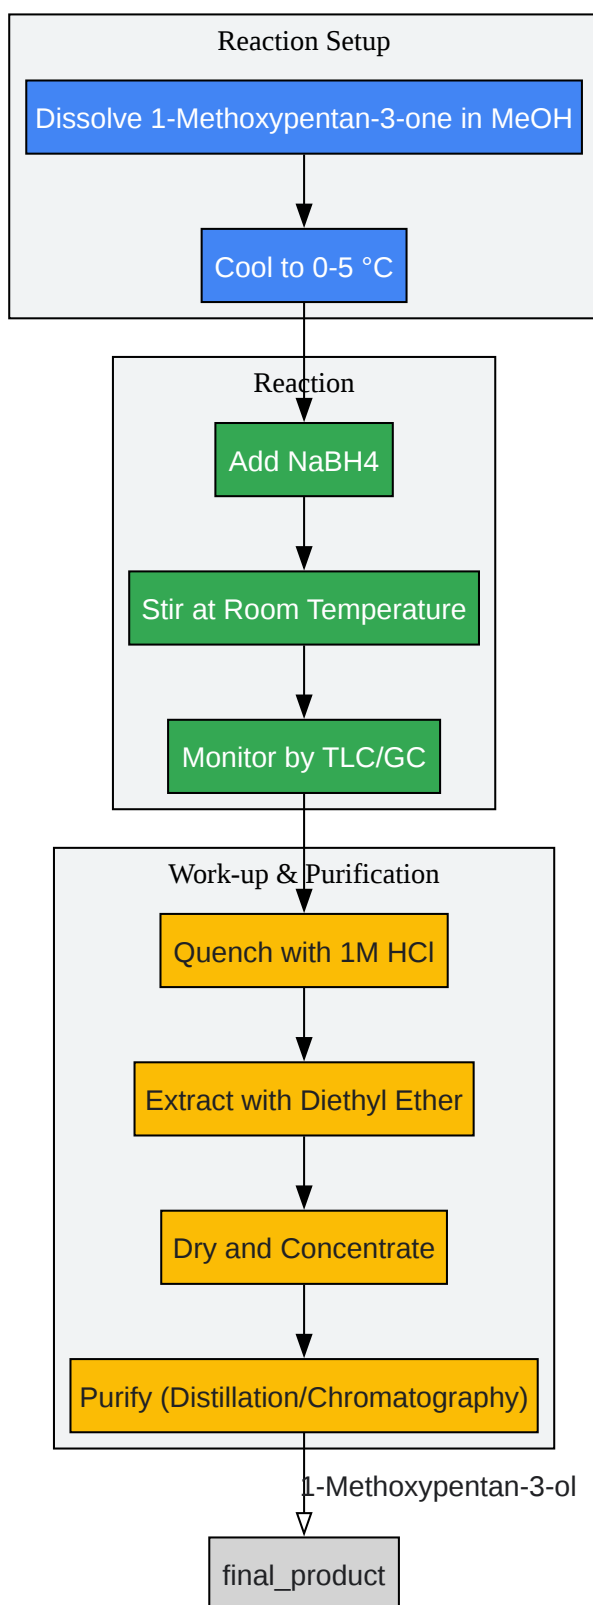 Reaction Setup
Dissolve 1-Methoxypentan-3-one in MeOH
Cool to 0-5 °C
Reaction
Add NaBH4
Stir at Room Temperature
Monitor by TLC/GC
Work-up & Purification
Quench with 1M HCl
Extract with Diethyl Ether
Dry and Concentrate
Purify (Distillation/Chromatography)
1-Methoxypentan-3-ol
final_product